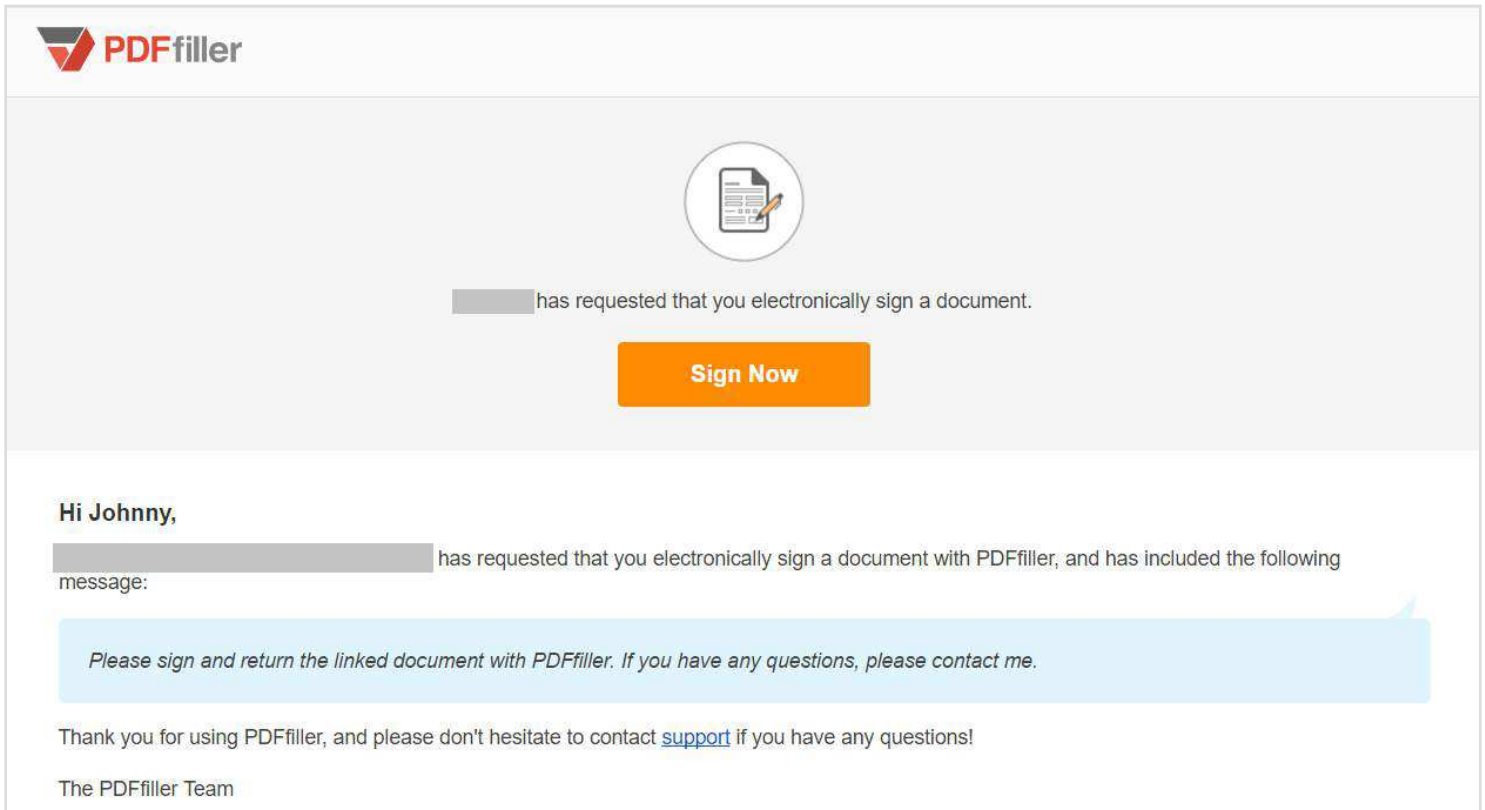 PDFfiller
has requested that you electronically sign a document.
Sign Now
Hi Johnny,
has requested that you electronically sign a document with PDFfiller, and has included the following
message:
Please sign and return the linked document with PDFfiller. If you have any questions, please contact me.
Thank you for using PDFfiller, and please don't hesitate to contact support if you have any questions!
The PDFfiller Team